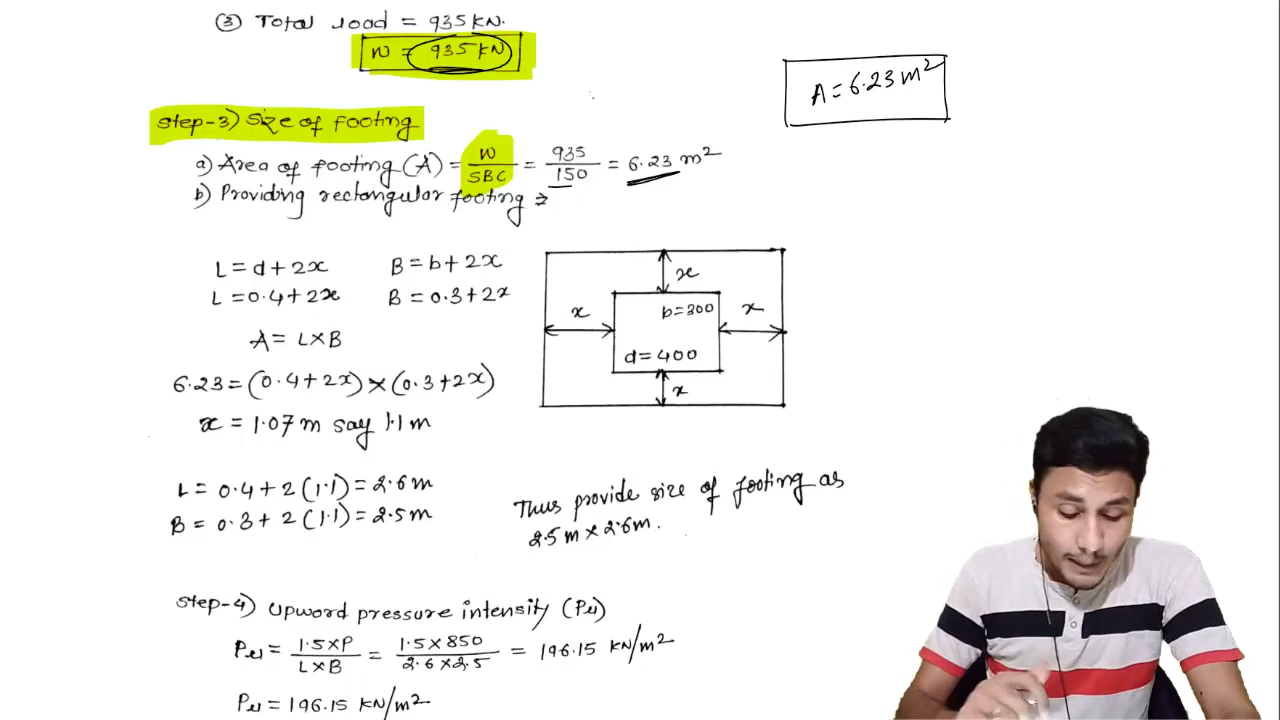 ③ Total load = 935 kN.
W = 935 kN
A = 6.23 m²
Step-3) Size of footing
a) Area of footing (A) = W/SBC = 935/150 = 6.23 m²
b) Providing rectangular footing ⇒
L = d + 2x B = b + 2x
L = 0.4 + 2x B = 0.3 + 2x
A = L × B
6.23 = (0.4 + 2x) × (0.3 + 2x)
x = 1.07 m say 1.1 m
x
x b = 300 x
d = 400
x
L = 0.4 + 2 (1.1) = 2.6 m
B = 0.3 + 2 (1.1) = 2.5 m
Thus provide size of footing as
2.5 m × 2.6 m.
Step-4) Upword pressure intensity (Pu)
Pu = 1.5 × P / L × B = 1.5 × 850 / 2.6 × 2.5 = 196.15 kN/m²
Pu = 196.15 kN/m²